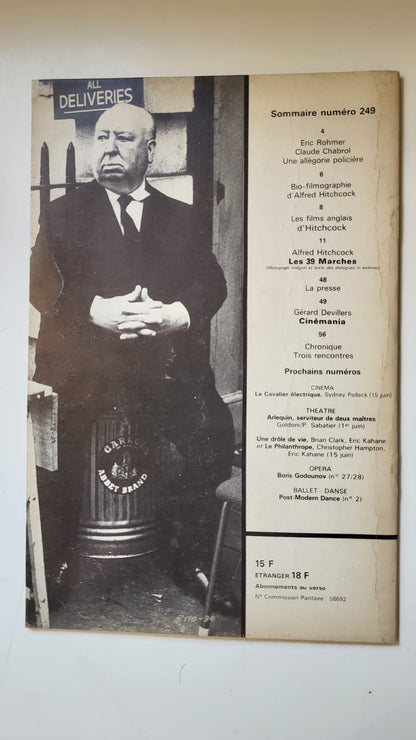 ALL
DELIVERIES
GARBAGE
ABBEY BRAND
Sommaire numéro 249
4
Eric Rohmer
Claude Chabrol
Une allégorie policière
6
Bio-filmographie
d'Alfred Hitchcock
8
Les films anglais
d'Hitchcock
11
Alfred Hitchcock
Les 39 Marches
(découpage intégral et texte des dialogues in extenso)
48
La presse
49
Gérard Devillers
Cinémania
56
Chronique
Trois rencontres
Prochains numéros
CINEMA
Le Cavalier électrique, Sydney Pollack (15 juin)
THEATRE
Arlequin, serviteur de deux maîtres
Goldoni/P. Sabatier (1er juin)
Une drôle de vie, Brian Clark, Eric Kahane
et Le Philanthrope, Christopher Hampton,
Eric Kahane (15 juin)
OPERA
Boris Godounov (n° 27/28)
BALLET - DANSE
Post-Modern Dance (n° 2)
15 F
ETRANGER 18 F
Abonnements au verso
N° Commission Paritaire : 58692